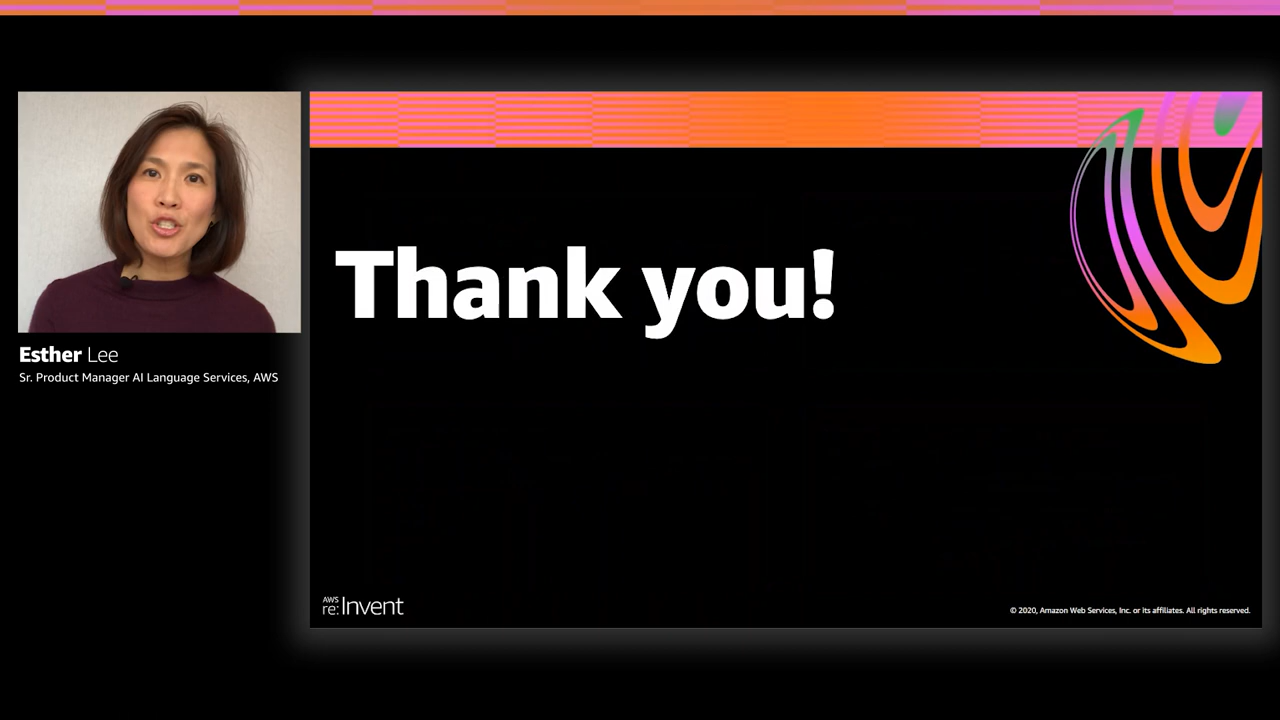 Esther Lee
Sr. Product Manager AI Language Services, AWS
Thank you!
AWS
re:Invent
© 2020, Amazon Web Services, Inc. or its affiliates. All rights reserved.